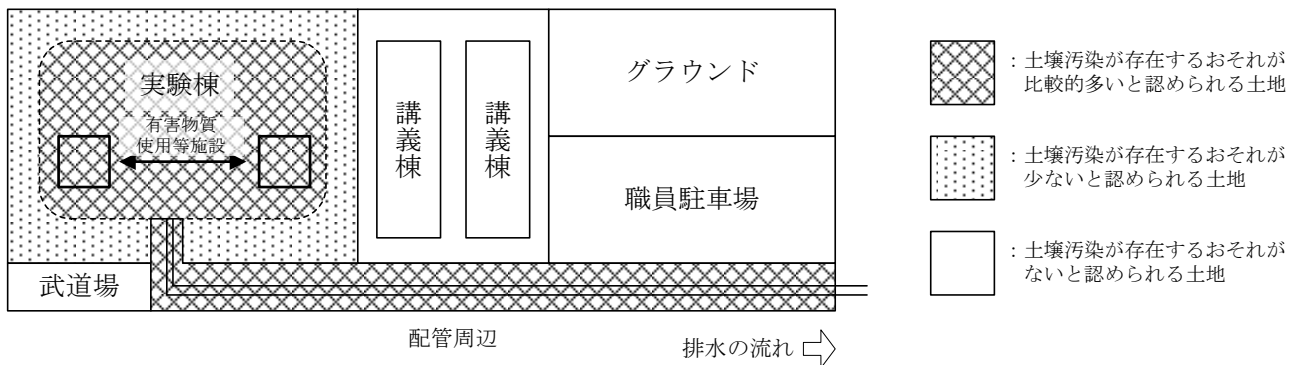 実験棟
有害物質
使用等施設
武道場
講義棟
講義棟
グラウンド
職員駐車場
配管周辺
排水の流れ
：土壌汚染が存在するおそれが
比較的多いと認められる土地
：土壌汚染が存在するおそれが
少ないと認められる土地
：土壌汚染が存在するおそれが
ないと認められる土地